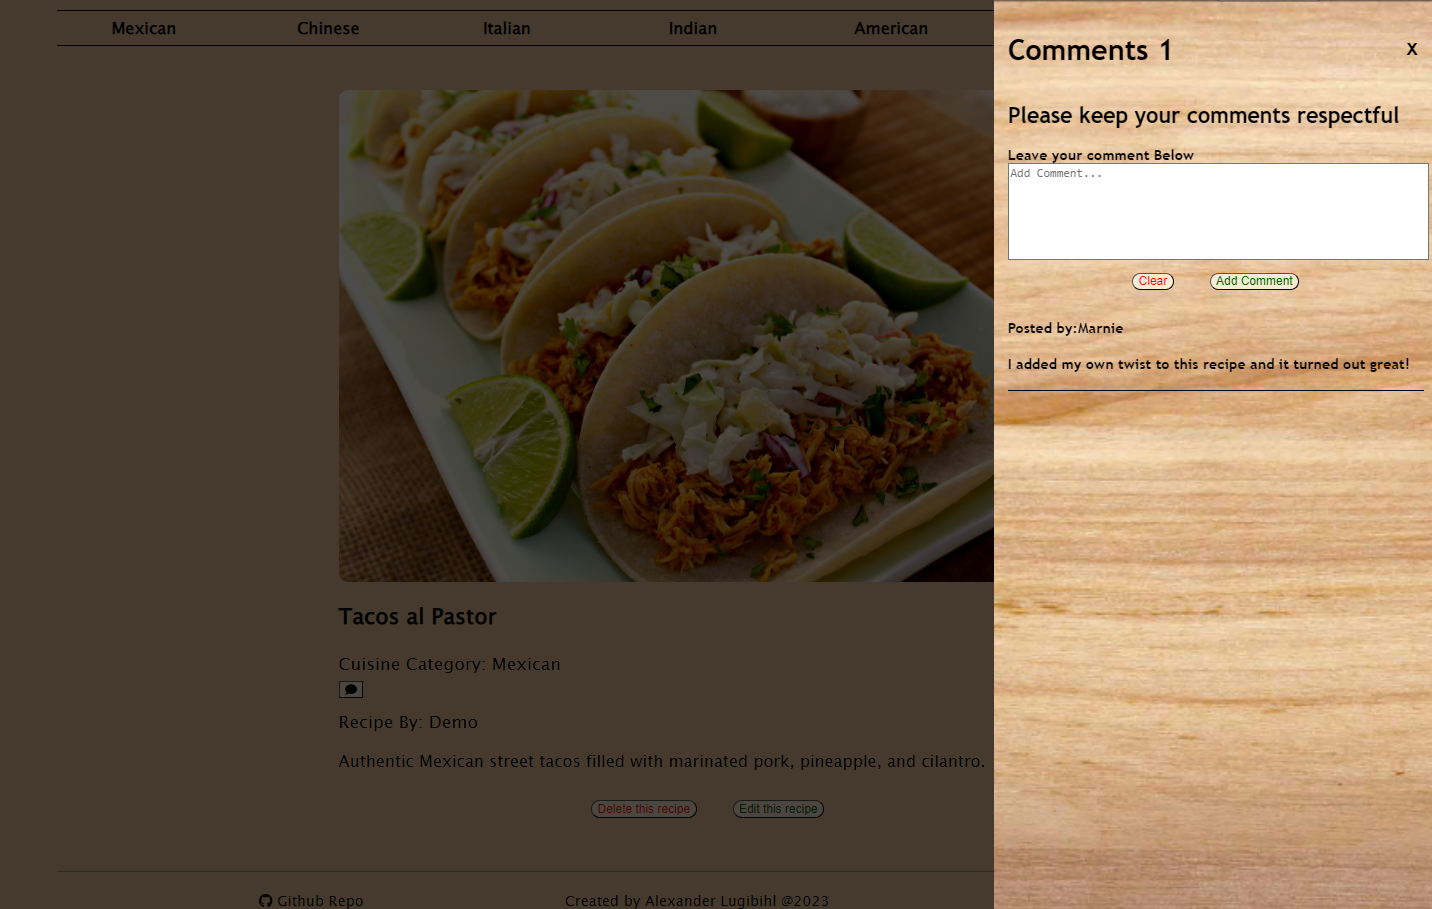 Mexican Chinese Italian Indian American
Tacos al Pastor
Cuisine Category: Mexican
Recipe By: Demo
Authentic Mexican street tacos filled with marinated pork, pineapple, and cilantro.
Delete this recipe Edit this recipe
Github Repo Created by Alexander Lugibihl @2023
Comments 1 X
Please keep your comments respectful
Leave your comment Below
Add Comment...
Clear Add Comment
Posted by:Marnie
I added my own twist to this recipe and it turned out great!